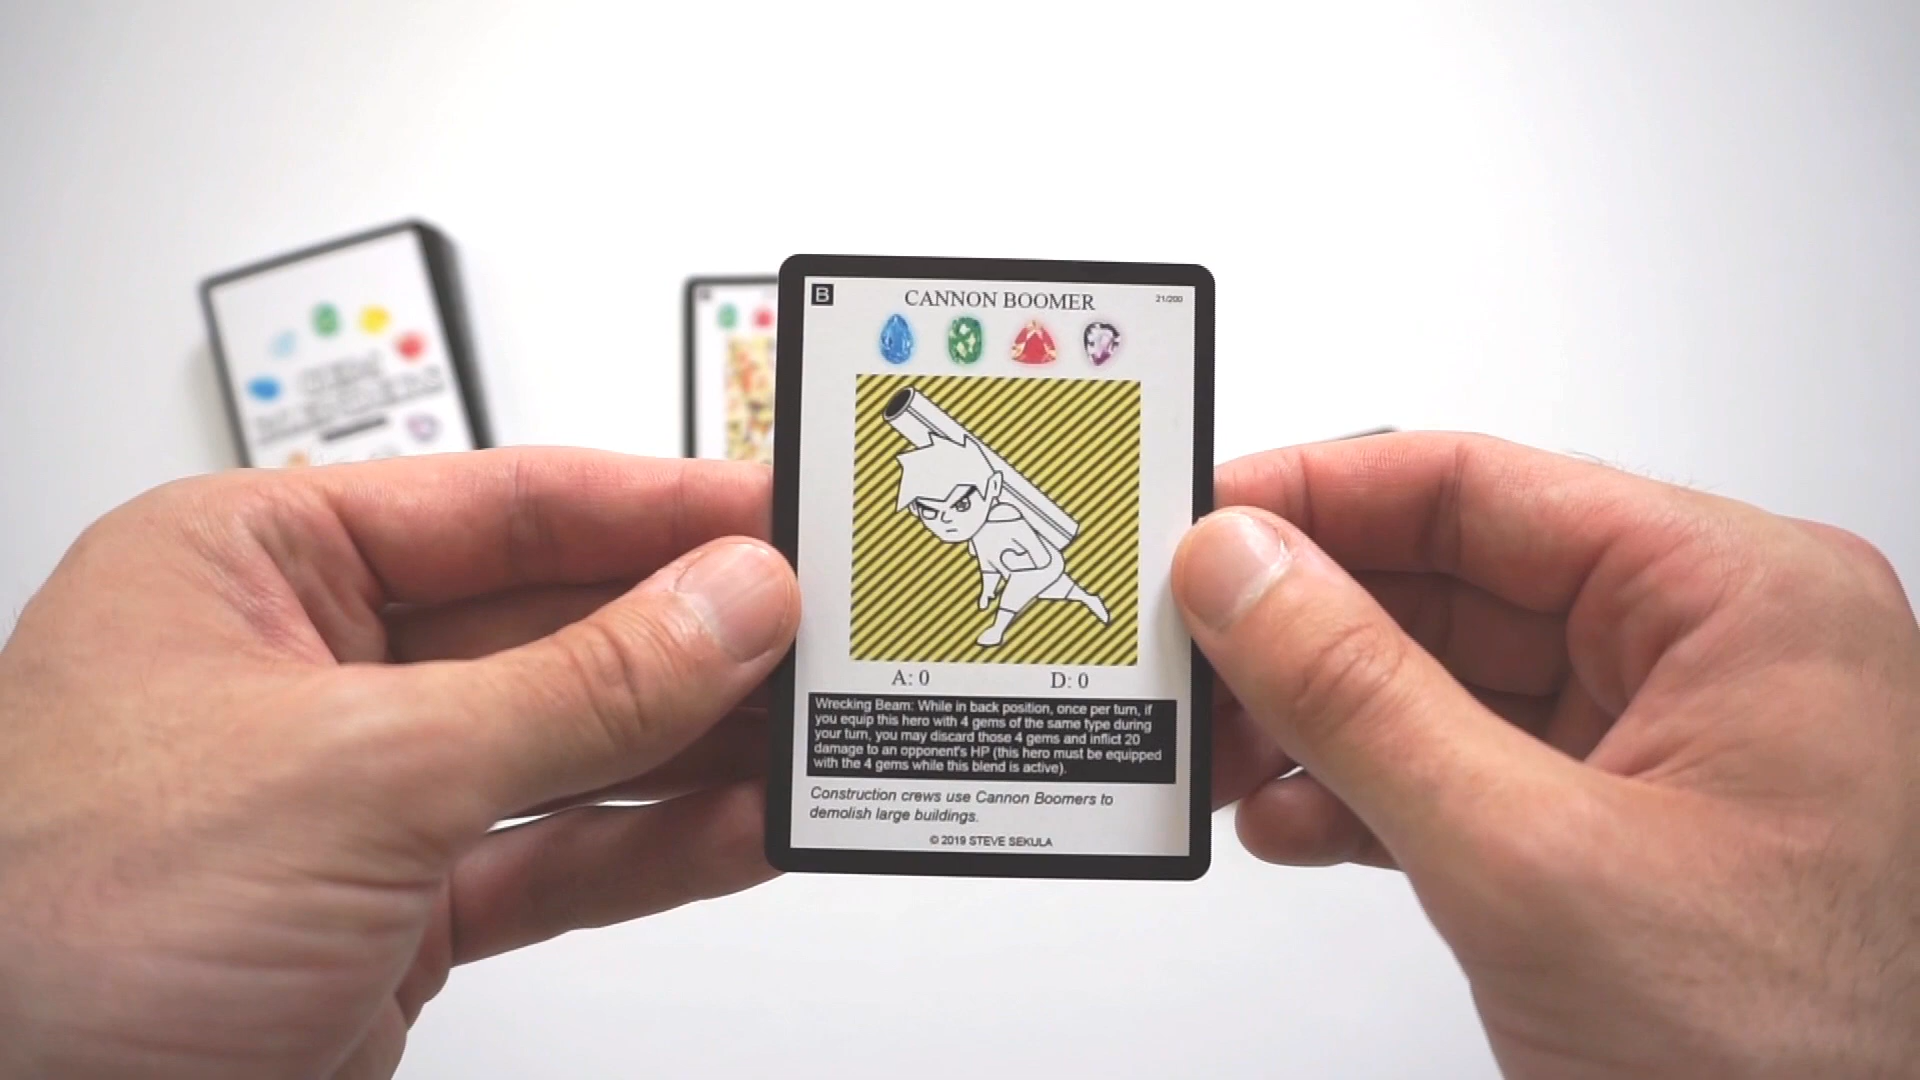 B
CANNON BOOMER
21/200
A: 0
D: 0
Wrecking Beam: While in back position, once per turn, if
you equip this hero with 4 gems of the same type during
your turn, you may discard those 4 gems and inflict 20
damage to an opponent's HP (this hero must be equipped
with the 4 gems while this blend is active).
Construction crews use Cannon Boomers to
demolish large buildings.
© 2019 STEVE SEKULA